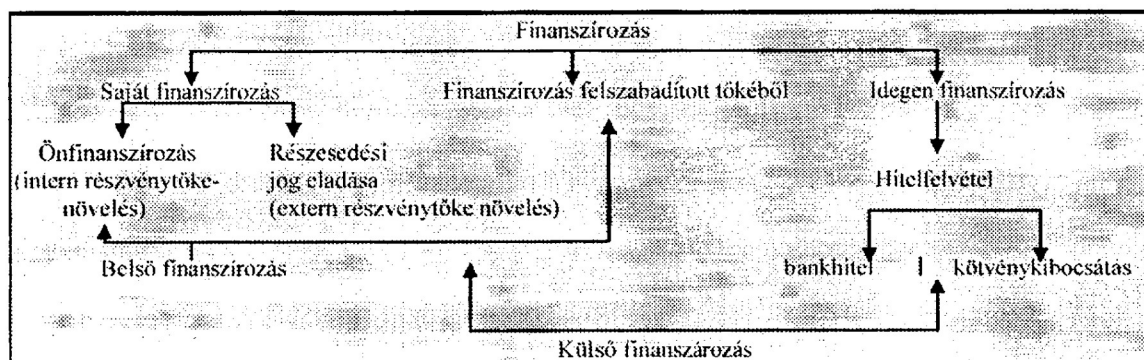 Finanszírozás
Saját finanszírozás
Finanszírozás felszabadított tőkéből
Idegen finanszírozás
Önfinanszírozás
(intern részvénytőke-
növelés)
Részesedési
jog eladása
(extern részvénytőke növelés)
Hitelfelvétel
Belső finanszírozás
bankhitel
kötvénykibocsátás
Külső finanszározás